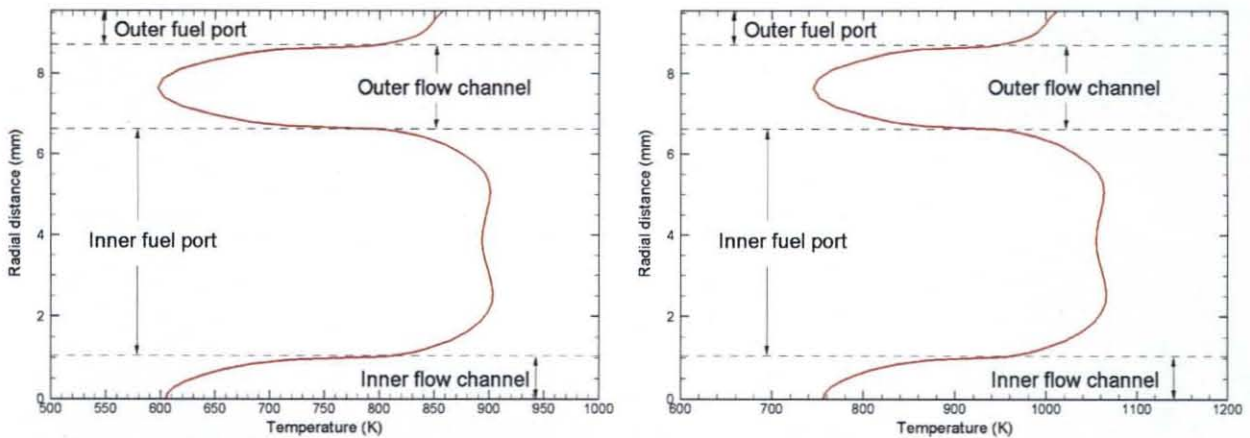 Outer fuel port
Outer flow channel
Inner fuel port
Inner flow channel
Radial distance (mm)
0
2
4
6
8
500 550 600 650 700 750 800 850 900 950 1000
Temperature (K)
Outer fuel port
Outer flow channel
Inner fuel port
Inner flow channel
Radial distance (mm)
0
2
4
6
8
600 700 800 900 1000 1100 1200
Temperature (K)